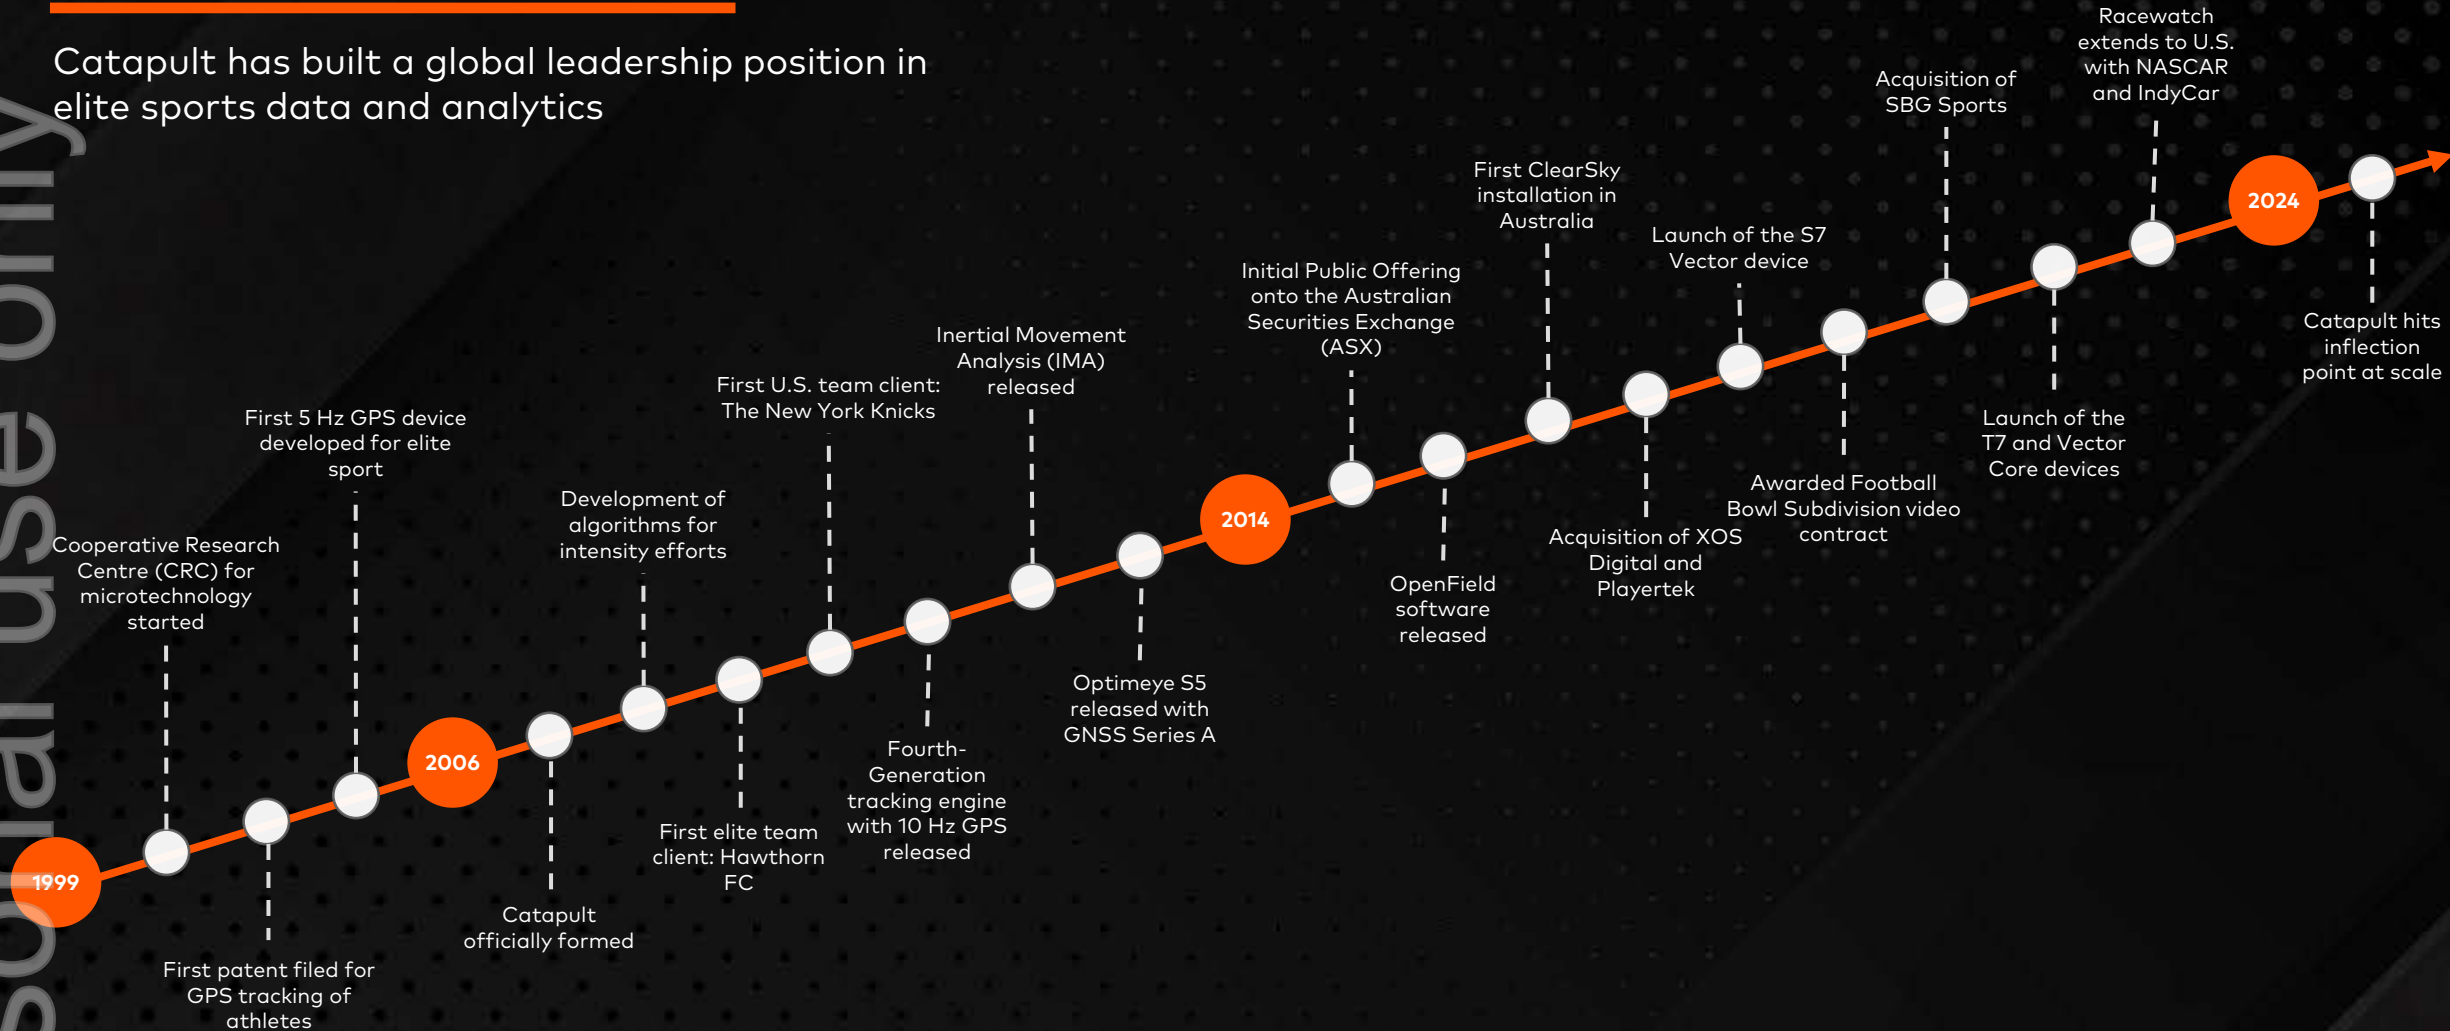 Catapult has built a global leadership position in
elite sports data and analytics
1999
Cooperative Research
Centre (CRC) for
microtechnology
started
First patent filed for
GPS tracking of
athletes
First 5 Hz GPS device
developed for elite
sport
2006
Catapult
officially formed
Development of
algorithms for
intensity efforts
First elite team
client: Hawthorn
FC
First U.S. team client:
The New York Knicks
Fourth-
Generation
tracking engine
with 10 Hz GPS
released
Inertial Movement
Analysis (IMA)
released
Optimeye S5
released with
GNSS Series A
2014
Initial Public Offering
onto the Australian
Securities Exchange
(ASX)
OpenField
software
released
First ClearSky
installation in
Australia
Acquisition of XOS
Digital and
Playertek
Launch of the S7
Vector device
Awarded Football
Bowl Subdivision video
contract
Acquisition of
SBG Sports
Launch of the
T7 and Vector
Core devices
Racewatch
extends to U.S.
with NASCAR
and IndyCar
2024
Catapult hits
inflection
point at scale
use only